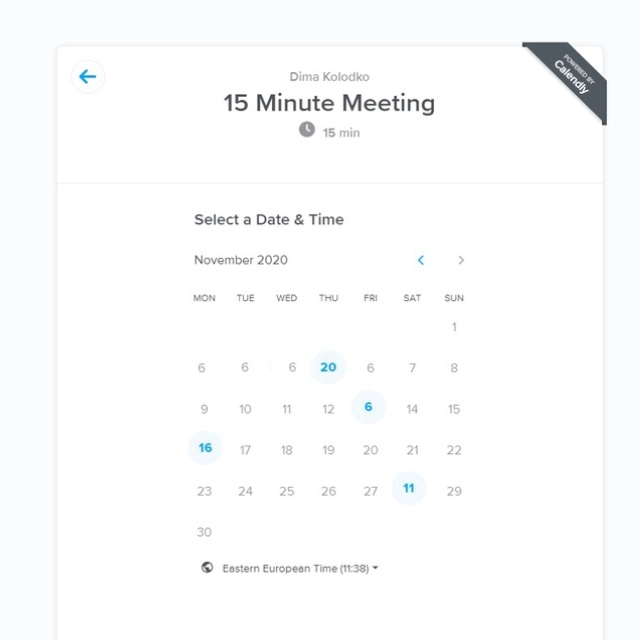 POWERED BY
Calendly
Dima Kolodko
15 Minute Meeting
15 min
Select a Date & Time
November 2020
MON TUE WED THU FRI SAT SUN
1
6 6 6 20 6 7 8
9 10 11 12 6 14 15
16 17 18 19 20 21 22
23 24 25 26 27 11 29
30
Eastern European Time (11:38)